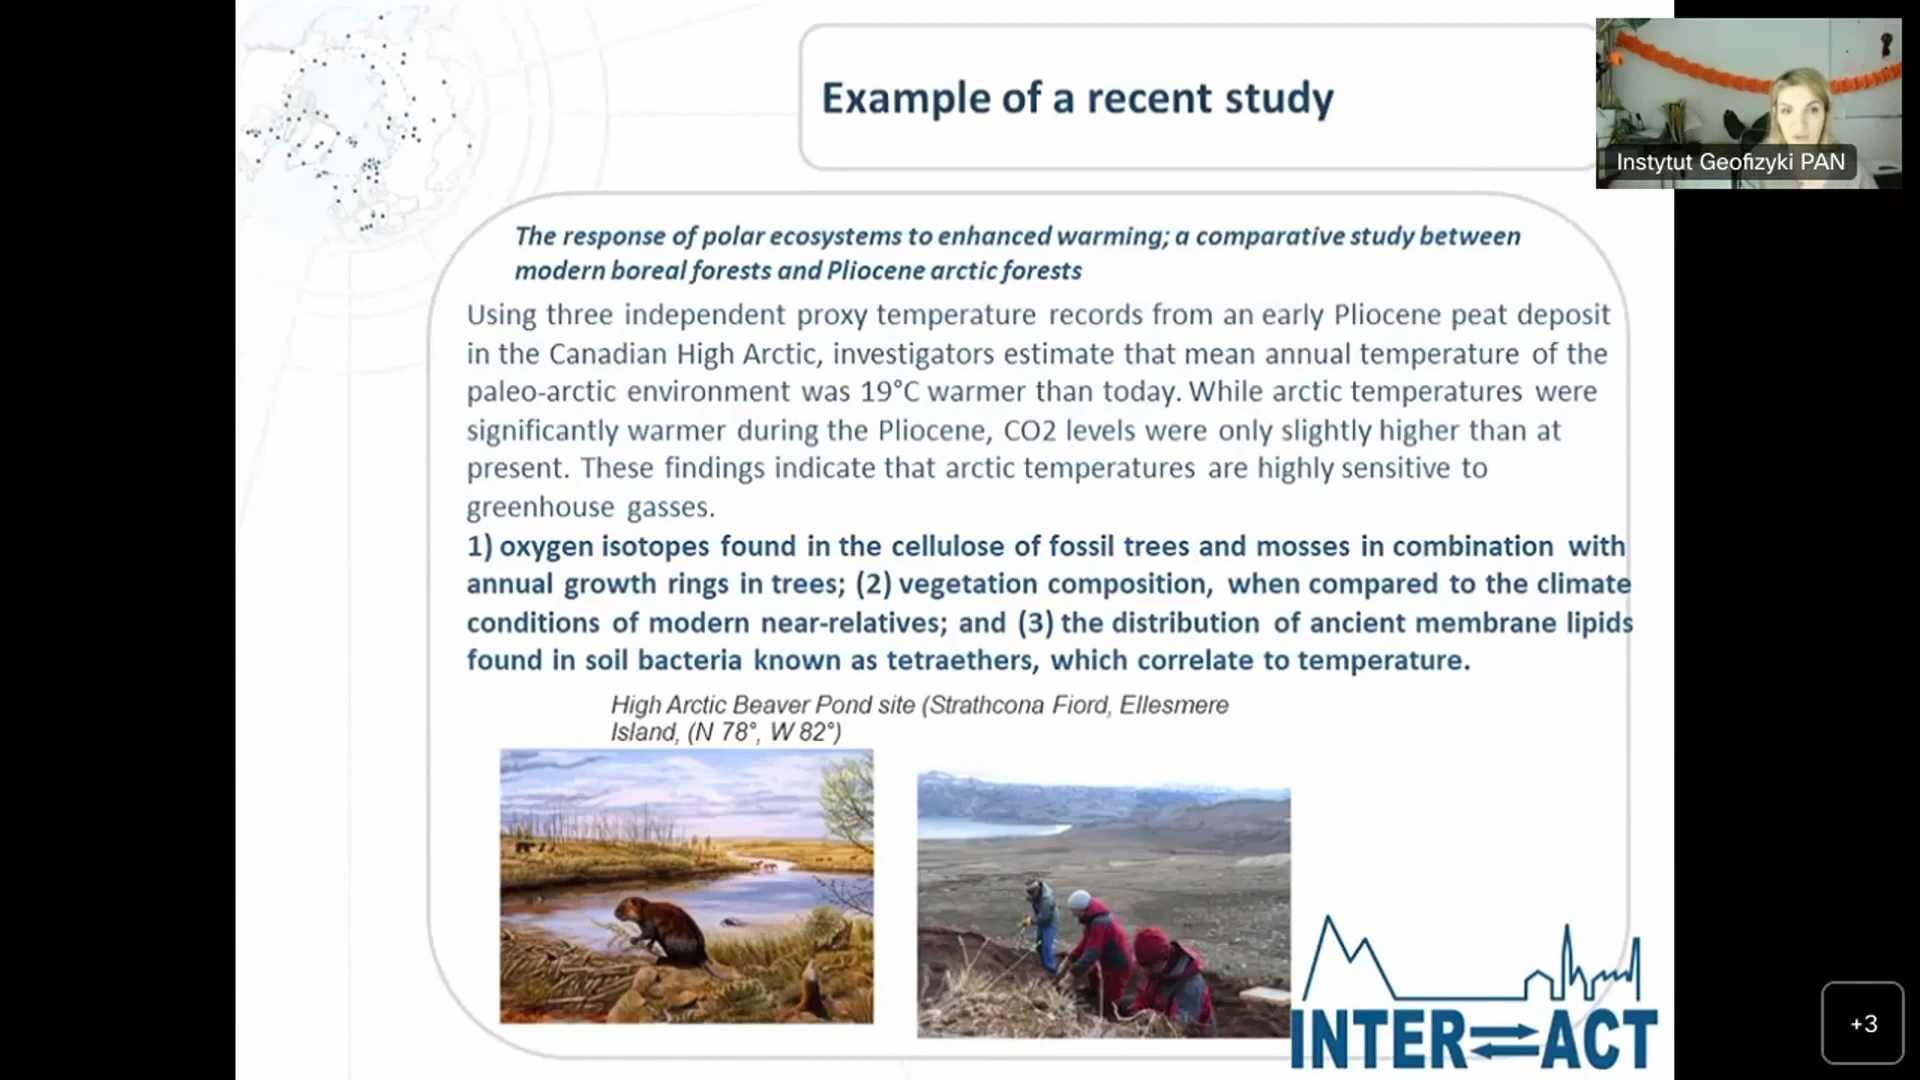 Example of a recent study
Instytut Geofizyki PAN
The response of polar ecosystems to enhanced warming; a comparative study between
modern boreal forests and Pliocene arctic forests
Using three independent proxy temperature records from an early Pliocene peat deposit
in the Canadian High Arctic, investigators estimate that mean annual temperature of the
paleo-arctic environment was 19°C warmer than today. While arctic temperatures were
significantly warmer during the Pliocene, CO2 levels were only slightly higher than at
present. These findings indicate that arctic temperatures are highly sensitive to
greenhouse gasses.
1) oxygen isotopes found in the cellulose of fossil trees and mosses in combination with
annual growth rings in trees; (2) vegetation composition, when compared to the climate
conditions of modern near-relatives; and (3) the distribution of ancient membrane lipids
found in soil bacteria known as tetraethers, which correlate to temperature.
High Arctic Beaver Pond site (Strathcona Fiord, Ellesmere
Island, (N 78°, W 82°)
INTER⇌ACT
+3